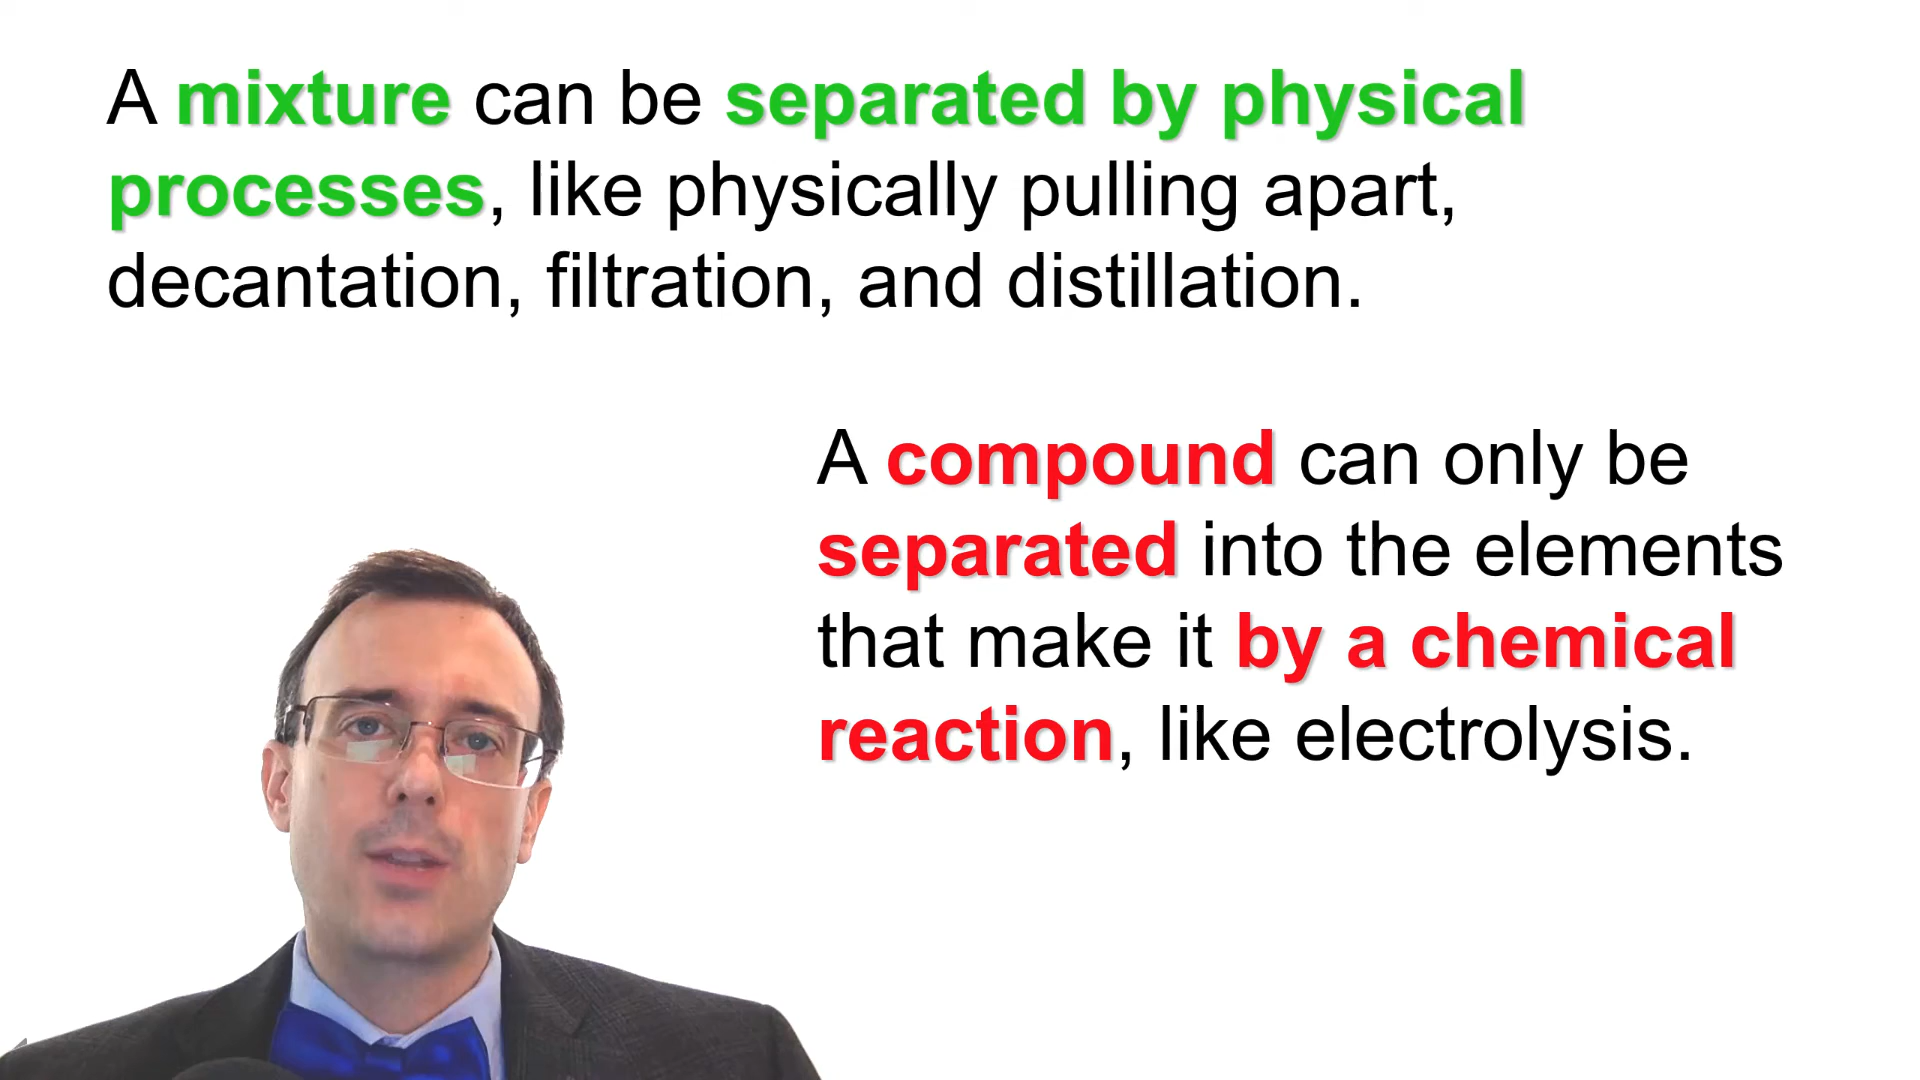 A mixture can be separated by physical
processes, like physically pulling apart,
decantation, filtration, and distillation.
A compound can only be
separated into the elements
that make it by a chemical
reaction, like electrolysis.